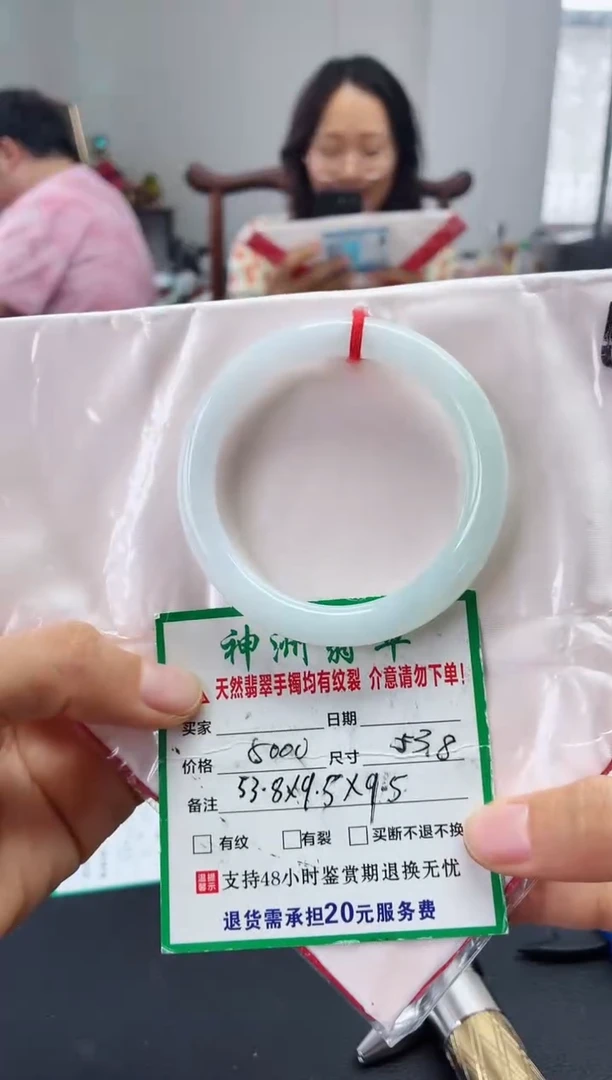 神洲翡翠
天然翡翠手镯均有纹裂 介意请勿下单！
买家 日期
价格 5000 尺寸 53.8
备注 53.8X9.5X9.5
有纹 有裂 买断不退不换
温馨提示 支持48小时鉴赏期退换无忧
退货需承担20元服务费